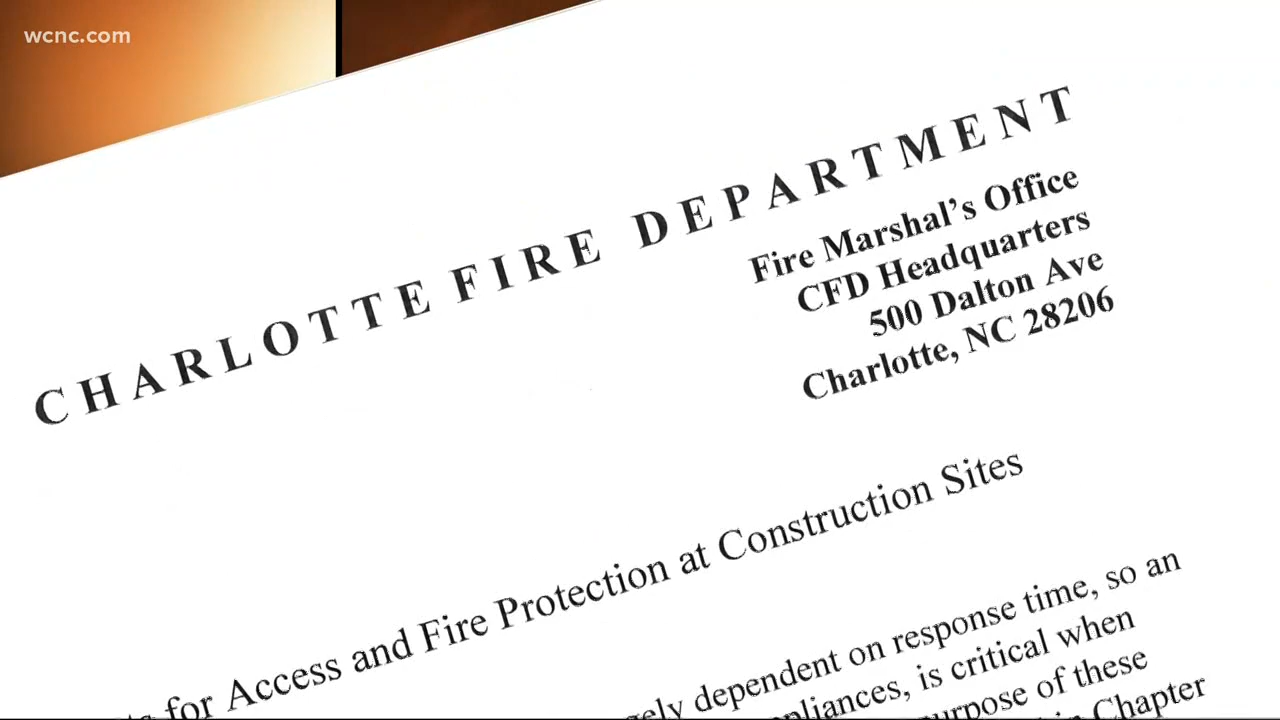 wcnc.com
CHARLOTTE FIRE DEPARTMENT
Fire Marshal's Office
CFD Headquarters
500 Dalton Ave
Charlotte, NC 28206
for Access and Fire Protection at Construction Sites
dependent on response time, so an
is critical when
purpose of these
in Chapter